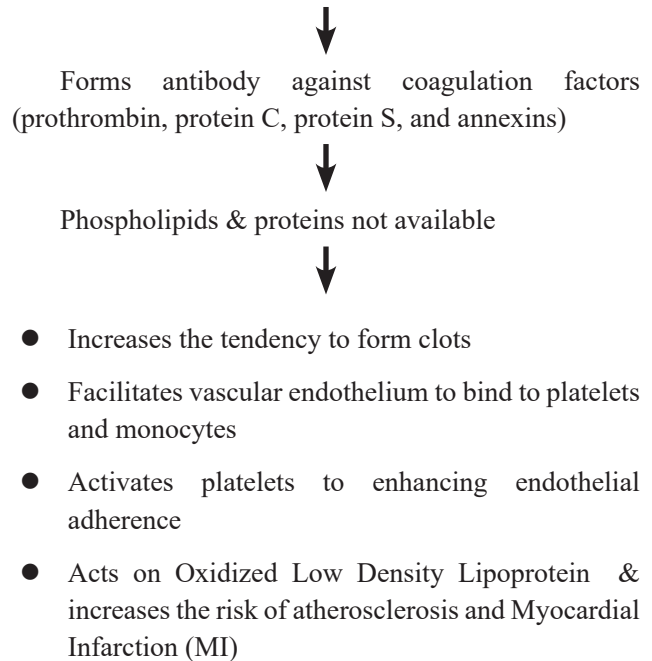 Forms antibody against coagulation factors
(prothrombin, protein C, protein S, and annexins)
Phospholipids & proteins not available
● Increases the tendency to form clots
● Facilitates vascular endothelium to bind to platelets
and monocytes
● Activates platelets to enhancing endothelial
adherence
● Acts on Oxidized Low Density Lipoprotein &
increases the risk of atherosclerosis and Myocardial
Infarction (MI)